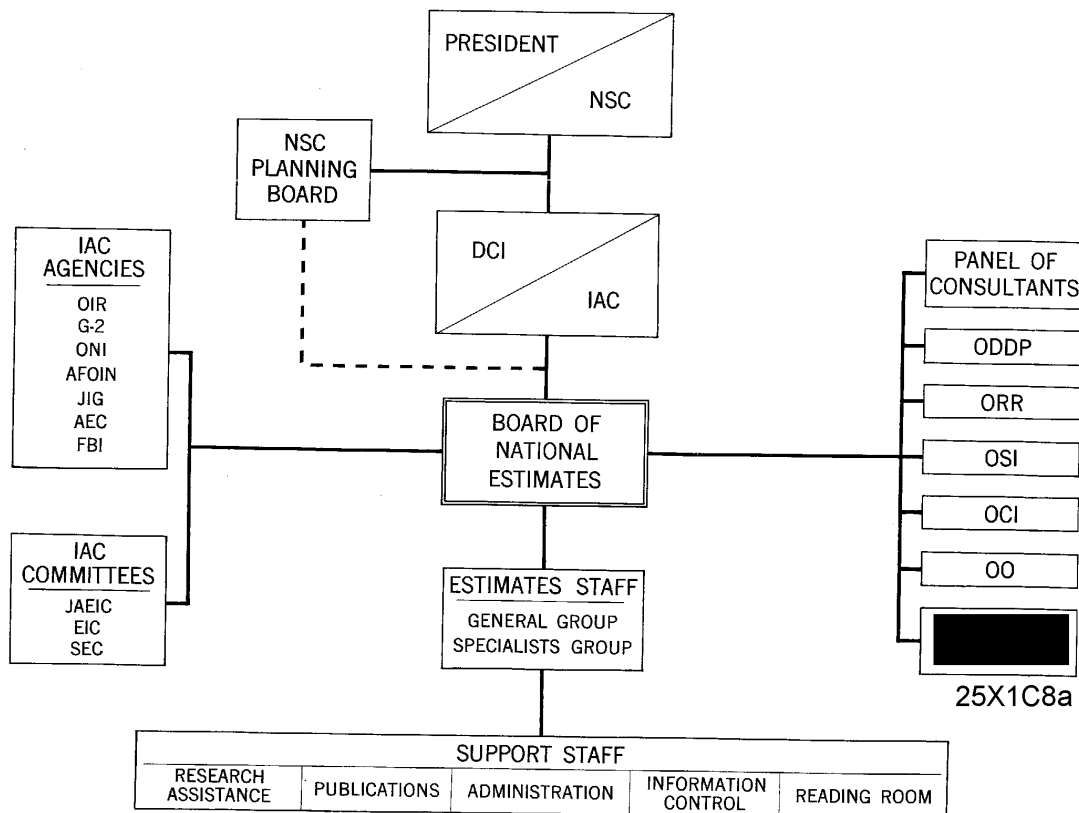 PRESIDENT
NSC
NSC
PLANNING
BOARD
DCI
IAC
IAC
AGENCIES
OIR
G-2
ONI
AFOIN
JIG
AEC
FBI
IAC
COMMITTEES
JAEIC
EIC
SEC
BOARD OF
NATIONAL
ESTIMATES
PANEL OF
CONSULTANTS
ODDP
ORR
OSI
OCI
OO
25X1C8a
ESTIMATES STAFF
GENERAL GROUP
SPECIALISTS GROUP
SUPPORT STAFF
RESEARCH
ASSISTANCE
PUBLICATIONS
ADMINISTRATION
INFORMATION
CONTROL
READING ROOM